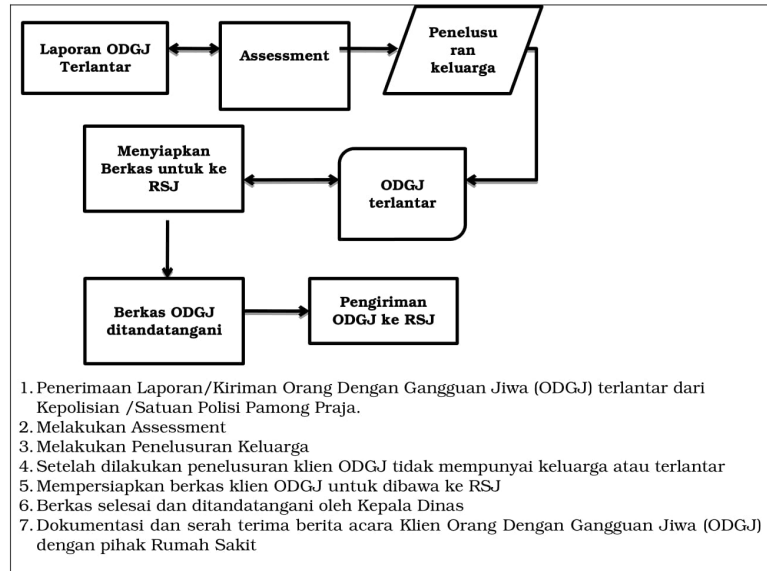 Laporan ODGJ
Terlantar
Assessment
Penelusu
ran
keluarga
Menyiapkan
Berkas untuk ke
RSJ
ODGJ
terlantar
Berkas ODGJ
ditandatangani
Pengiriman
ODGJ ke RSJ
1. Penerimaan Laporan/Kiriman Orang Dengan Gangguan Jiwa (ODGJ) terlantar dari
Kepolisian /Satuan Polisi Pamong Praja.
2. Melakukan Assessment
3. Melakukan Penelusuran Keluarga
4. Setelah dilakukan penelusuran klien ODGJ tidak mempunyai keluarga atau terlantar
5. Mempersiapkan berkas klien ODGJ untuk dibawa ke RSJ
6. Berkas selesai dan ditandatangani oleh Kepala Dinas
7. Dokumentasi dan serah terima berita acara Klien Orang Dengan Gangguan Jiwa (ODGJ)
dengan pihak Rumah Sakit